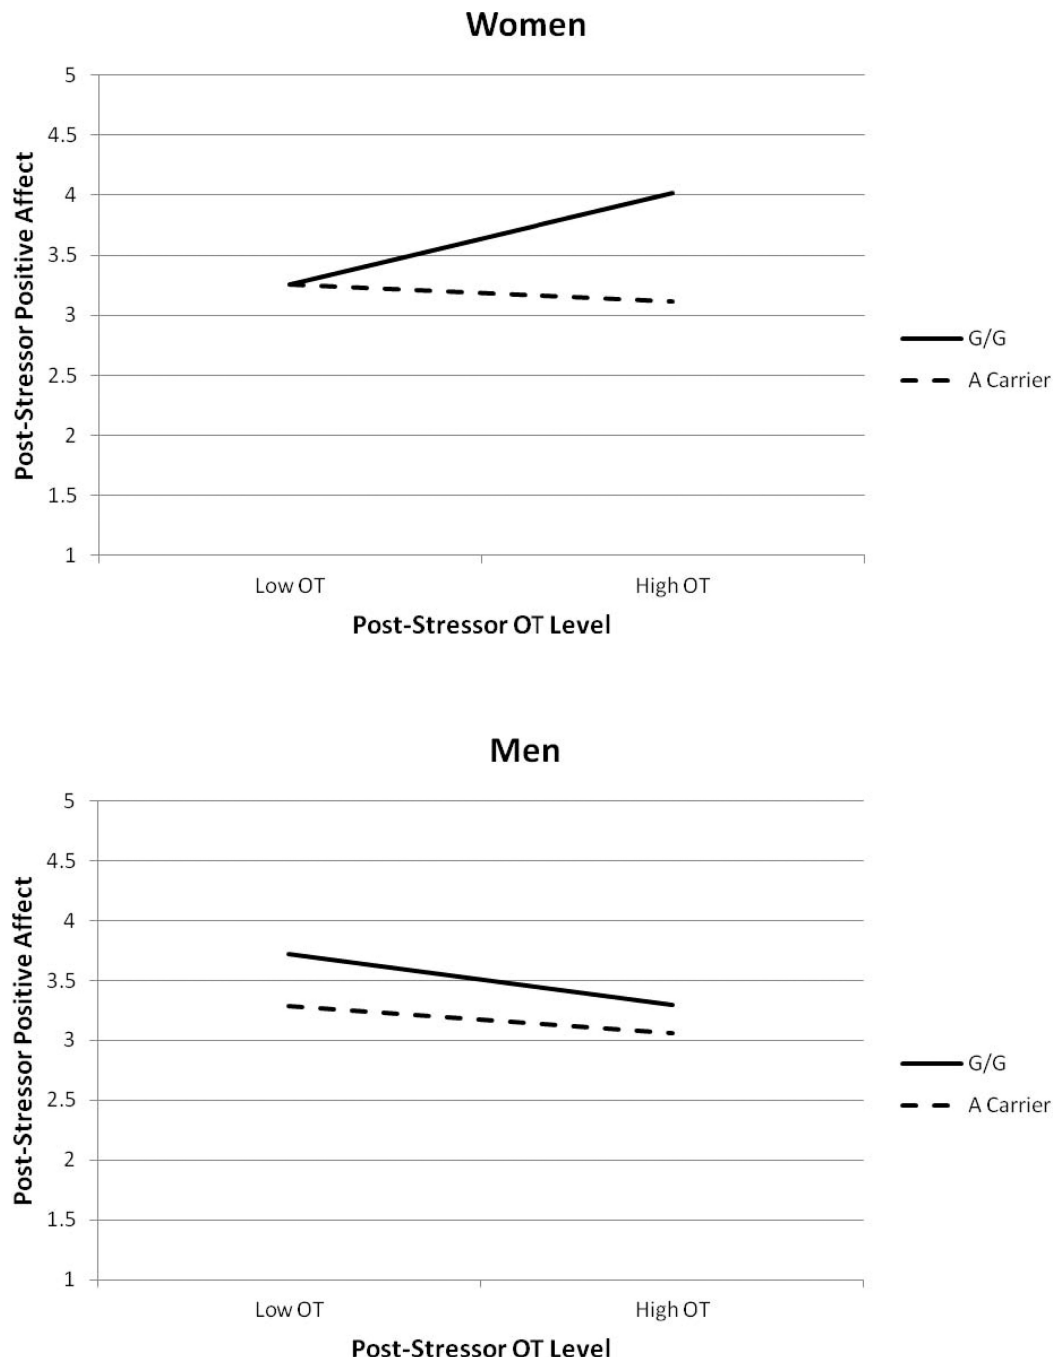 Women
5
4.5
4
3.5
3
2.5
2
1.5
1
Post-Stressor Positive Affect
Low OT
High OT
Post-Stressor OT Level
G/G
A Carrier
Men
5
4.5
4
3.5
3
2.5
2
1.5
1
Post-Stressor Positive Affect
Low OT
High OT
Post-Stressor OT Level
G/G
A Carrier